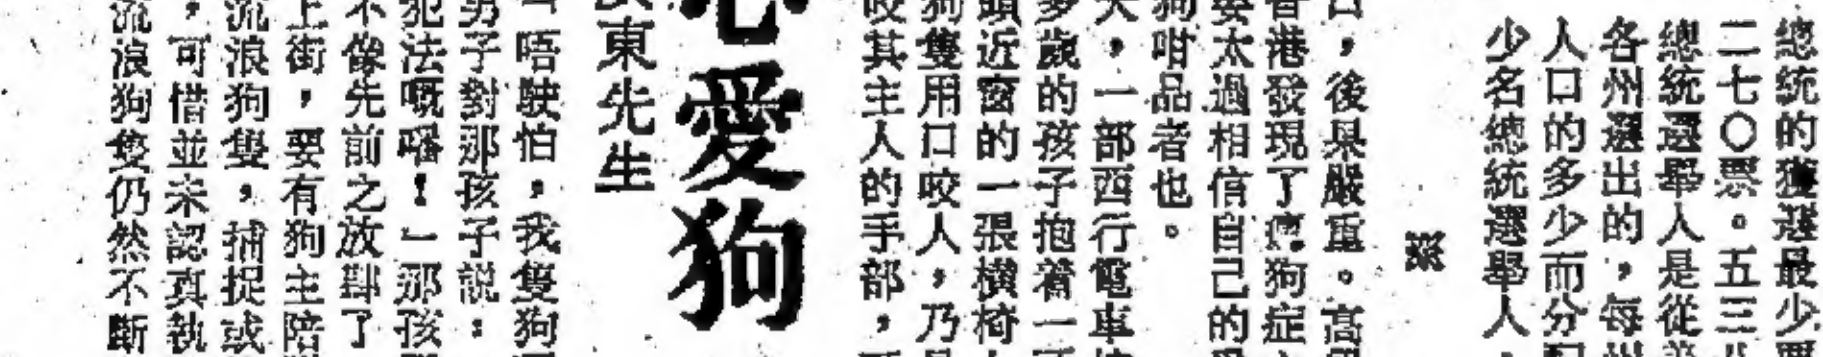 總統的獲選最少要
二七〇票。五三八
總統選舉人是從美
各州選出的，每州
人口的多少而分配
少名總統選舉人，
※
口，後果嚴重。高
香港發現了瘋狗症
太過相信自己的
狗咁品者也。
大，一部西行電車
多歲的孩子抱着一
頭近窗的一張橫椅
狗隻用口咬人，乃
咬其主人的手部，
心愛狗
東先生
唔駛怕，我隻狗
男子對那孩子說：
犯法嘅囉！」那孩
不像先前之放肆了
上街，要有狗主陪
流浪狗隻，捕捉或
，可惜並未認真執
流浪狗隻仍然不斷